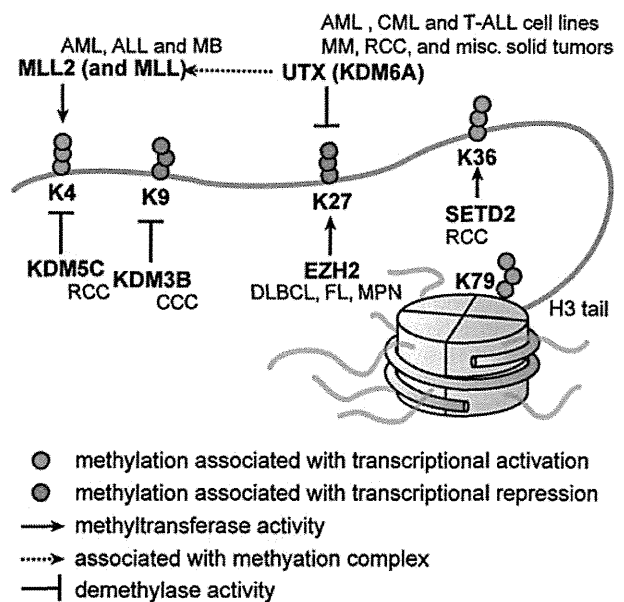 AML , CML and T-ALL cell lines
AML, ALL and MB
MM, RCC, and misc. solid tumors
MLL2 (and MLL)
UTX (KDM6A)
K4
K9
K27
K36
KDM5C
RCC
KDM3B
CCC
EZH2
DLBCL, FL, MPN
SETD2
RCC
K79
H3 tail
methylation associated with transcriptional activation
methylation associated with transcriptional repression
methyltransferase activity
associated with methyation complex
demethylase activity